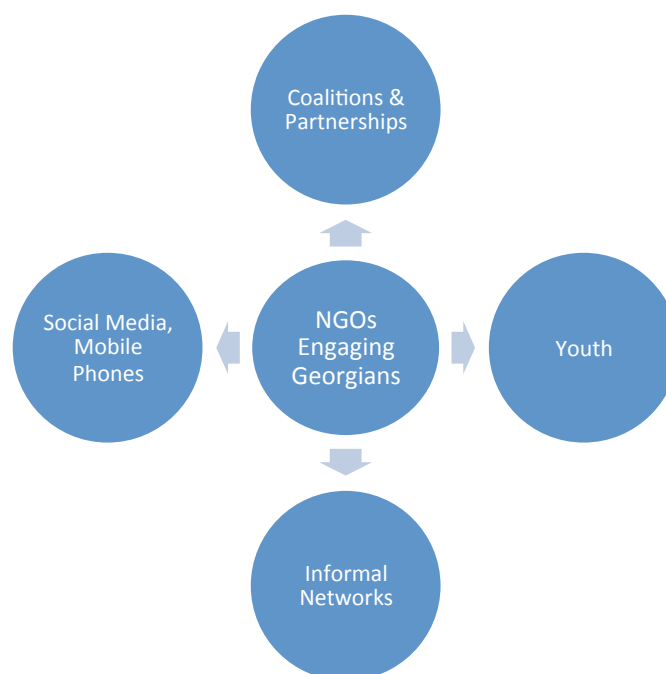 Coalitions &
Partnerships
Social Media,
Mobile
Phones
NGOs
Engaging
Georgians
Youth
Informal
Networks